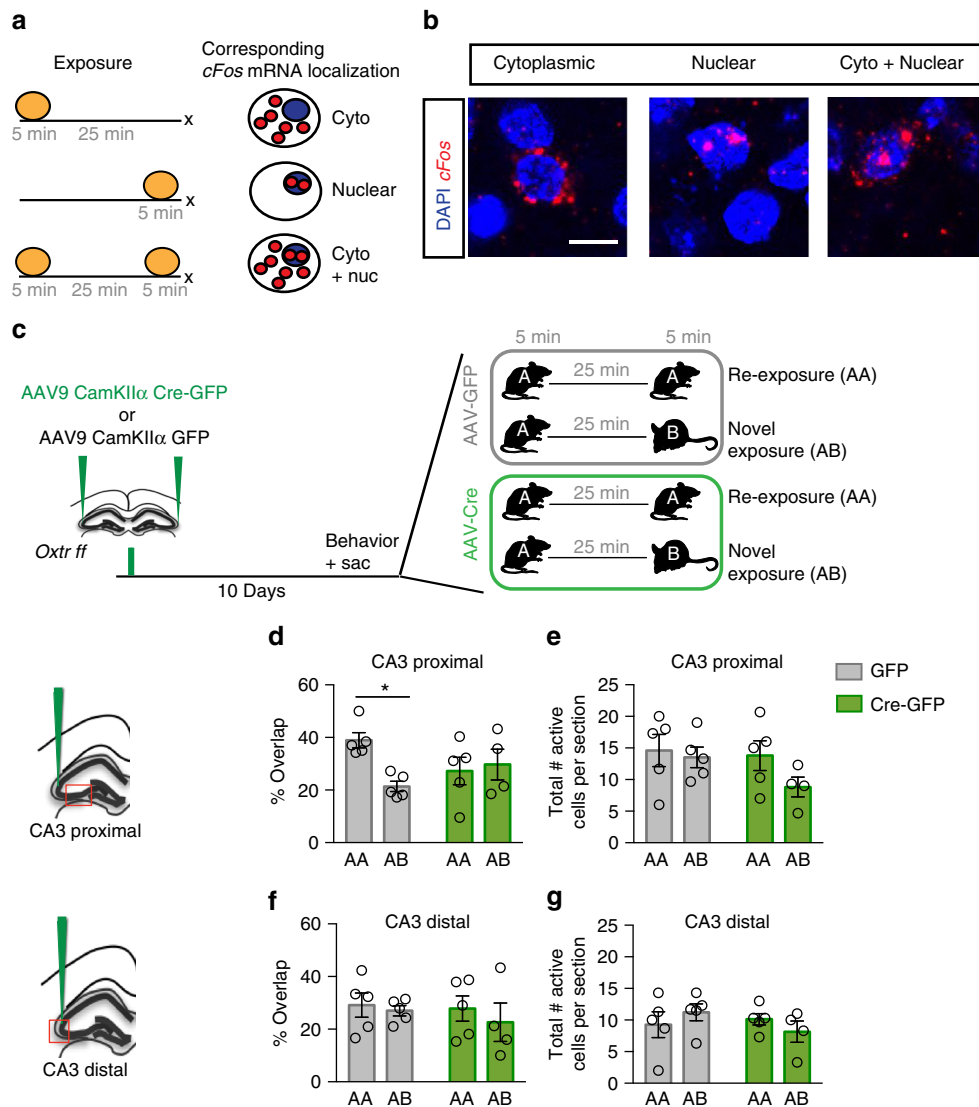 a
Exposure
Corresponding
cFos mRNA localization
5 min 25 min x
Cyto
5 min x
Nuclear
5 min 25 min 5 min x
Cyto
+ nuc
b
Cytoplasmic Nuclear Cyto + Nuclear
DAPI cFos
c
AAV9 CamKIIα Cre-GFP
or
AAV9 CamKIIα GFP
Oxtr ff
10 Days
Behavior
+ sac
5 min 5 min
AAV-GFP
A 25 min A
Re-exposure (AA)
A 25 min B
Novel
exposure (AB)
AAV-Cre
A 25 min A
Re-exposure (AA)
A 25 min B
Novel
exposure (AB)
CA3 proximal
d
CA3 proximal
% Overlap
60
40
20
0
*
AA AB AA AB
e
CA3 proximal
Total # active
cells per section
25
20
15
10
5
0
AA AB AA AB
GFP
Cre-GFP
CA3 distal
f
CA3 distal
% Overlap
60
40
20
0
AA AB AA AB
g
CA3 distal
Total # active
cells per section
25
20
15
10
5
0
AA AB AA AB